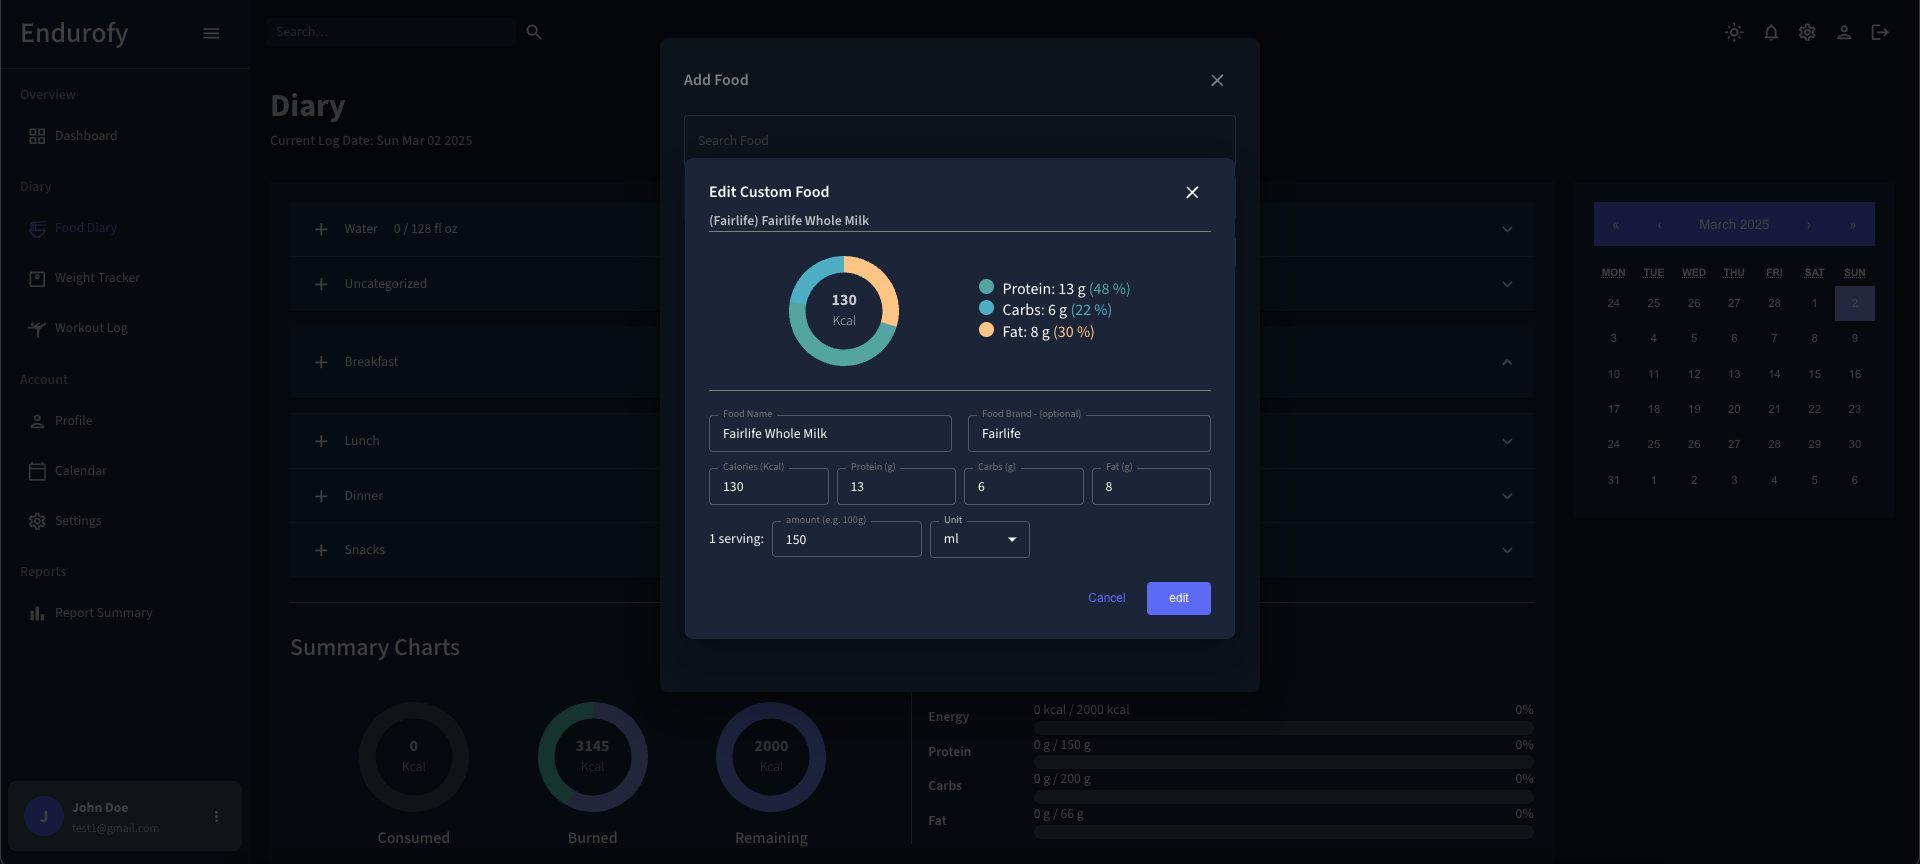 Endurofy
Search...
Overview
Dashboard
Diary
Food Diary
Weight Tracker
Workout Log
Account
Profile
Calendar
Settings
Reports
Report Summary
J
John Doe
test1@gmail.com
Diary
Current Log Date: Sun Mar 02 2025
Water 0 / 128 fl oz
Uncategorized
Breakfast
Lunch
Dinner
Snacks
Add Food
Search Food
Edit Custom Food
(Fairlife) Fairlife Whole Milk
130
Kcal
Protein: 13 g (48 %)
Carbs: 6 g (22 %)
Fat: 8 g (30 %)
Food Name
Fairlife Whole Milk
Food Brand - (optional)
Fairlife
Calories (Kcal)
130
Protein (g)
13
Carbs (g)
6
Fat (g)
8
1 serving:
amount (e.g. 100g)
150
Unit
ml
Cancel
edit
« ‹ March 2025 › »
MON TUE WED THU FRI SAT SUN
24 25 26 27 28 1 2
3 4 5 6 7 8 9
10 11 12 13 14 15 16
17 18 19 20 21 22 23
24 25 26 27 28 29 30
31 1 2 3 4 5 6
Summary Charts
0
Kcal
Consumed
3145
Kcal
Burned
2000
Kcal
Remaining
Energy
0 kcal / 2000 kcal 0%
Protein
0 g / 150 g 0%
Carbs
0 g / 200 g 0%
Fat
0 g / 66 g 0%